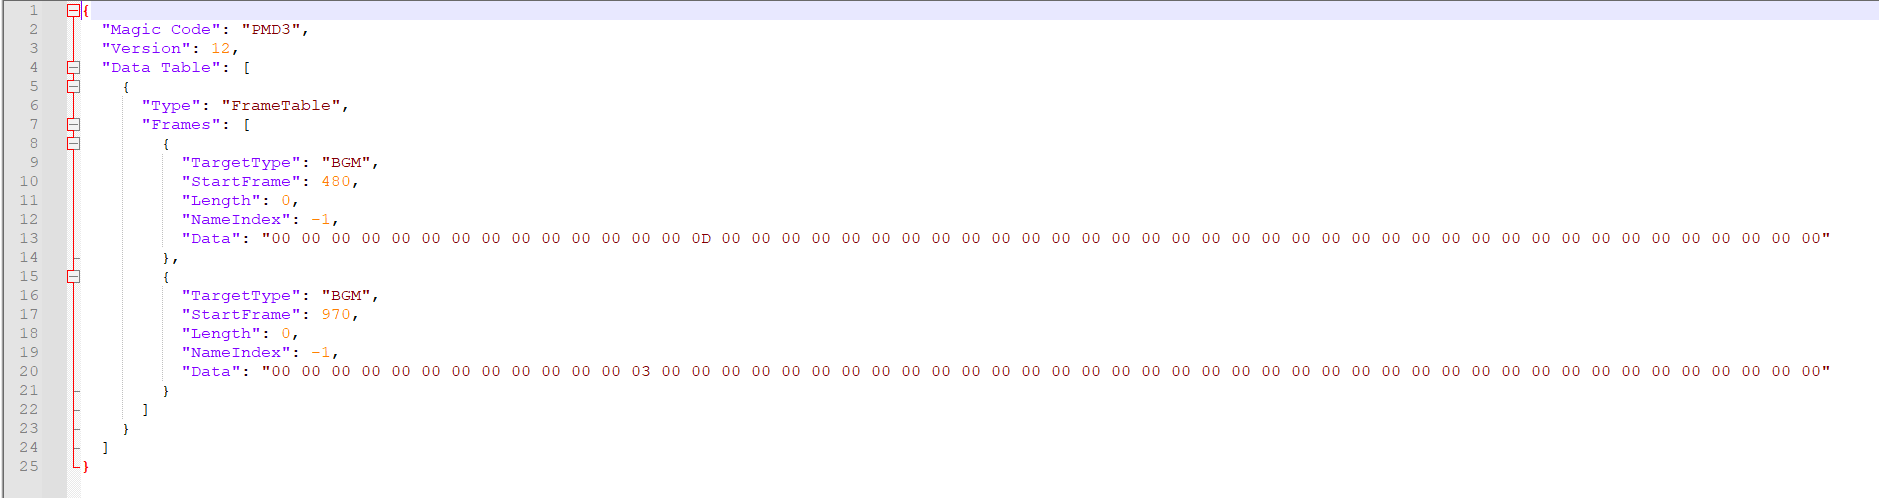 1 {
2 "Magic Code": "PMD3",
3 "Version": 12,
4 "Data Table": [
5 {
6 "Type": "FrameTable",
7 "Frames": [
8 {
9 "TargetType": "BGM",
10 "StartFrame": 480,
11 "Length": 0,
12 "NameIndex": -1,
13 "Data": "00 00 00 00 00 00 00 00 00 00 00 00 00 00 0D 00 00 00 00 00 00 00 00 00 00 00 00 00 00 00 00 00 00 00 00 00 00 00 00 00 00 00 00 00 00 00 00 00 00 00 00 00"
14 },
15 {
16 "TargetType": "BGM",
17 "StartFrame": 970,
18 "Length": 0,
19 "NameIndex": -1,
20 "Data": "00 00 00 00 00 00 00 00 00 00 00 00 03 00 00 00 00 00 00 00 00 00 00 00 00 00 00 00 00 00 00 00 00 00 00 00 00 00 00 00 00 00 00 00 00 00 00 00 00 00 00 00"
21 }
22 ]
23 }
24 ]
25 }